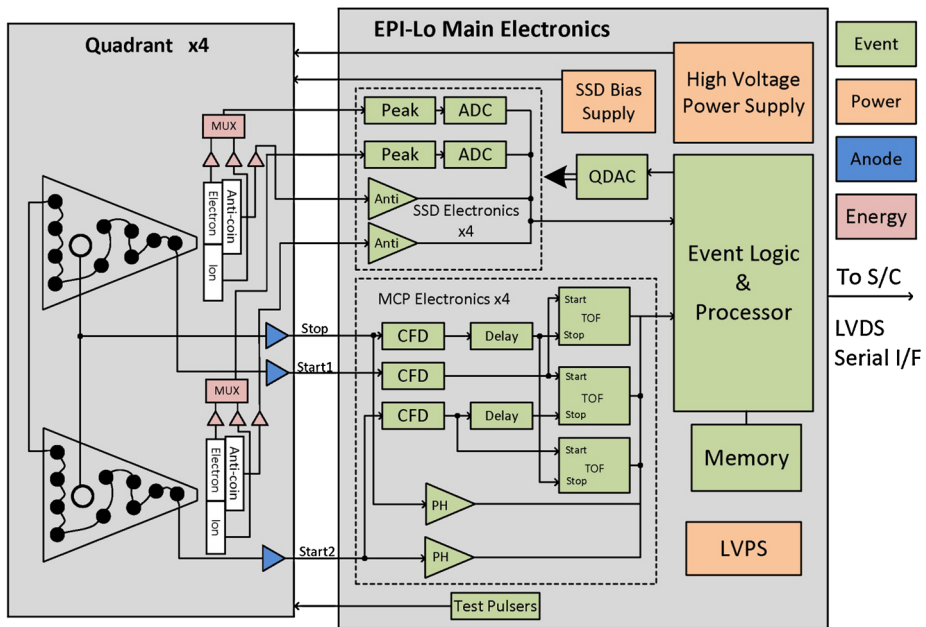 Quadrant x4
EPI-Lo Main Electronics
Event
Power
Anode
Energy
To S/C
LVDS
Serial I/F
High Voltage
Power Supply
SSD Bias
Supply
MUX
Peak
ADC
Peak
ADC
QDAC
Anti
SSD Electronics
x4
Anti
Electron
Anti-coin
Ion
Event Logic
&
Processor
MCP Electronics x4
Stop
CFD
Delay
Start
TOF
Stop
Start1
CFD
Start
TOF
Stop
MUX
CFD
Delay
Start
TOF
Stop
Electron
Anti-coin
Ion
Memory
PH
LVPS
Start2
PH
Test Pulsers